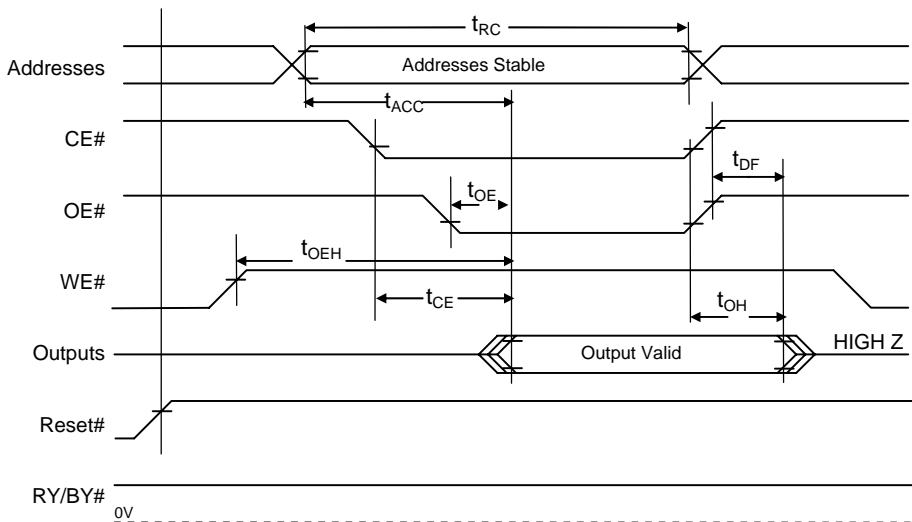 tRC
Addresses
Addresses Stable
tACC
CE#
tDF
OE#
tOE
tOEH
WE#
tCE
tOH
Outputs
Output Valid
HIGH Z
Reset#
RY/BY#
0V